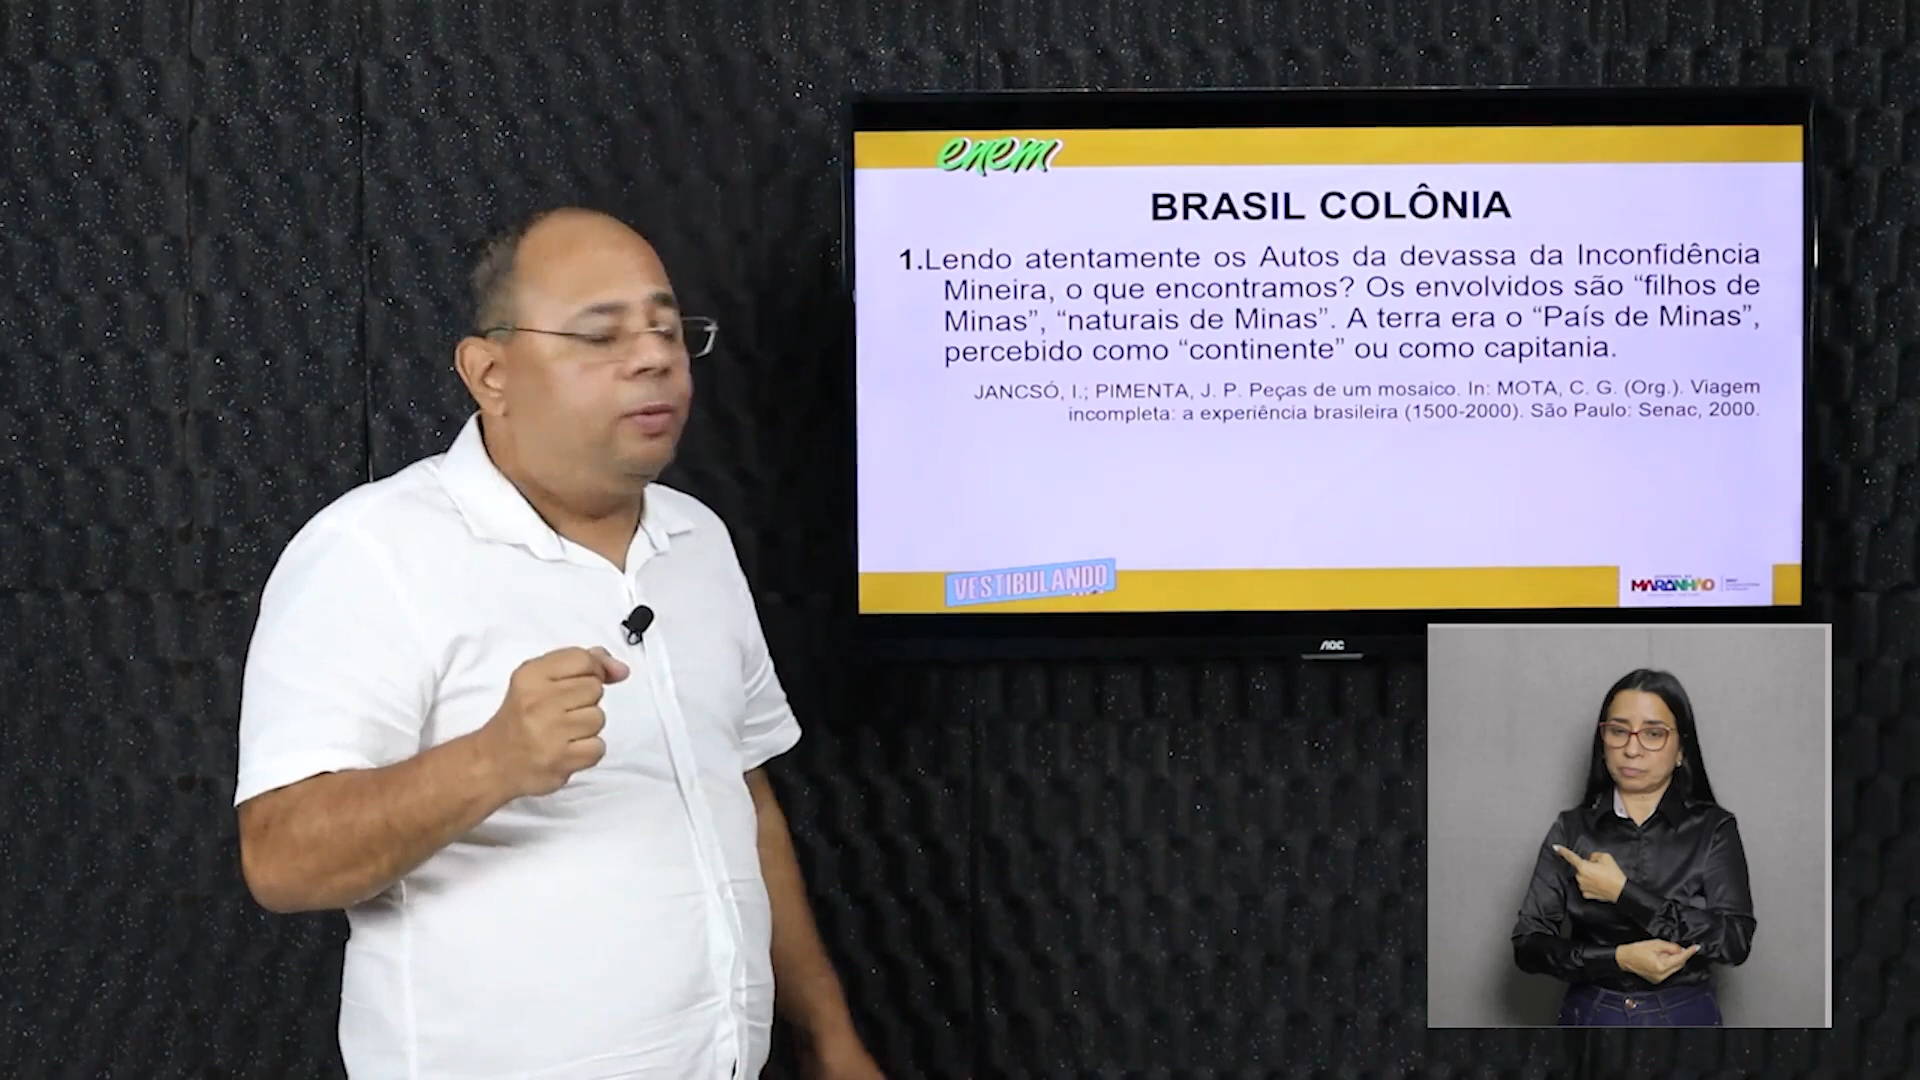 enem
BRASIL COLÔNIA
1.Lendo atentamente os Autos da devassa da Inconfidência
Mineira, o que encontramos? Os envolvidos são “filhos de
Minas”, “naturais de Minas”. A terra era o “País de Minas”,
percebido como “continente” ou como capitania.
JANCSÓ, I.; PIMENTA, J. P. Peças de um mosaico. In: MOTA, C. G. (Org.). Viagem
incompleta: a experiência brasileira (1500-2000). São Paulo: Senac, 2000.
VESTIBULANDO
MARANHÃO
AOC